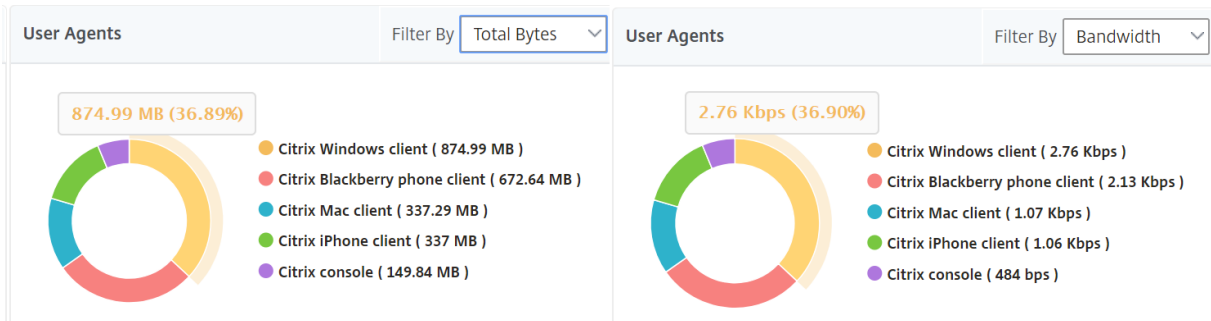 User Agents
Filter By Total Bytes
874.99 MB (36.89%)
Citrix Windows client ( 874.99 MB )
Citrix Blackberry phone client ( 672.64 MB )
Citrix Mac client ( 337.29 MB )
Citrix iPhone client ( 337 MB )
Citrix console ( 149.84 MB )
User Agents
Filter By Bandwidth
2.76 Kbps (36.90%)
Citrix Windows client ( 2.76 Kbps )
Citrix Blackberry phone client ( 2.13 Kbps )
Citrix Mac client ( 1.07 Kbps )
Citrix iPhone client ( 1.06 Kbps )
Citrix console ( 484 bps )